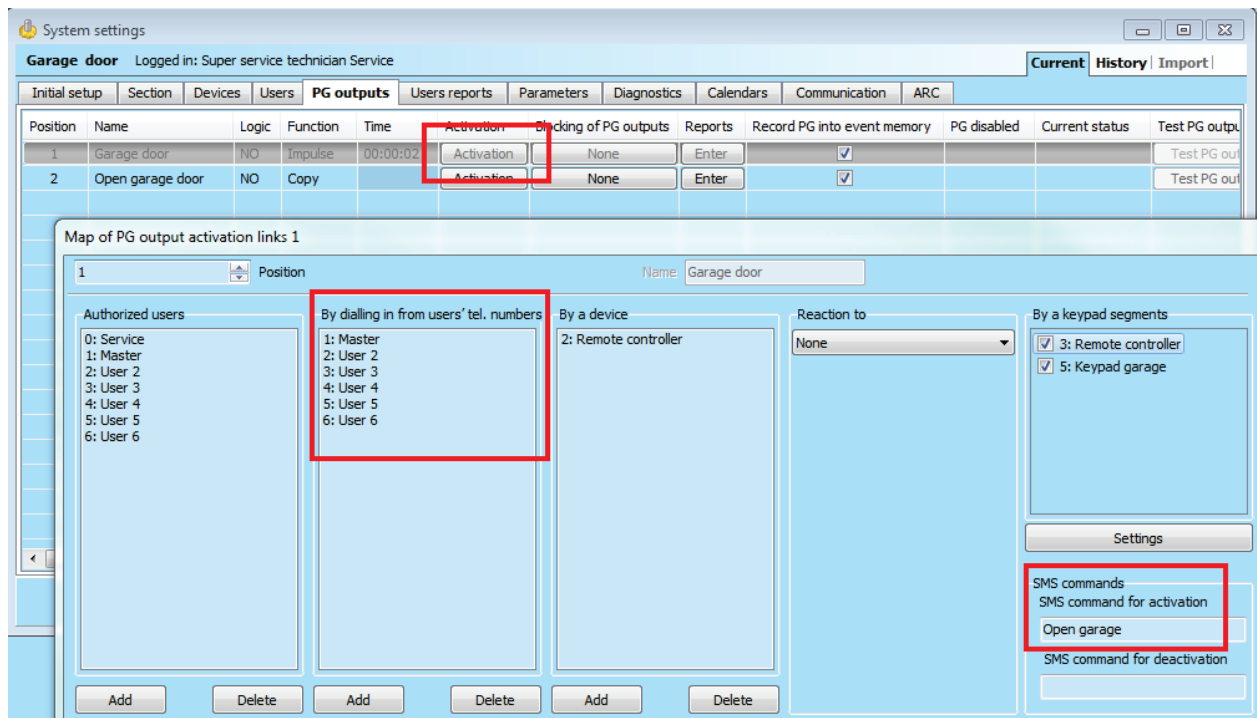 System settings
Garage door Logged in: Super service technician Service Current History Import
Initial setup Section Devices Users PG outputs Users reports Parameters Diagnostics Calendars Communication ARC
Position Name Logic Function Time Activation Blocking of PG outputs Reports Record PG into event memory PG disabled Current status Test PG outpu
1 Garage door NO Impulse 00:00:02 Activation None Enter Test PG out
2 Open garage door NO Copy Activation None Enter Test PG out
Map of PG output activation links 1
1 Position Name Garage door
Authorized users
0: Service
1: Master
2: User 2
3: User 3
4: User 4
5: User 5
6: User 6
Add Delete
By dialling in from users' tel. numbers
1: Master
2: User 2
3: User 3
4: User 4
5: User 5
6: User 6
Add Delete
By a device
2: Remote controller
Add Delete
Reaction to
None
By a keypad segments
3: Remote controller
5: Keypad garage
Settings
SMS commands
SMS command for activation
Open garage
SMS command for deactivation